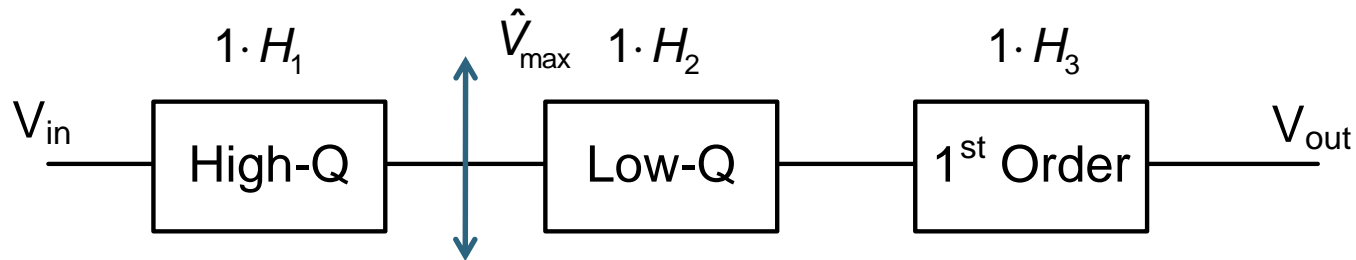 1· H₁ V̂max 1· H₂ 1· H₃
Vin High-Q Low-Q 1st Order Vout